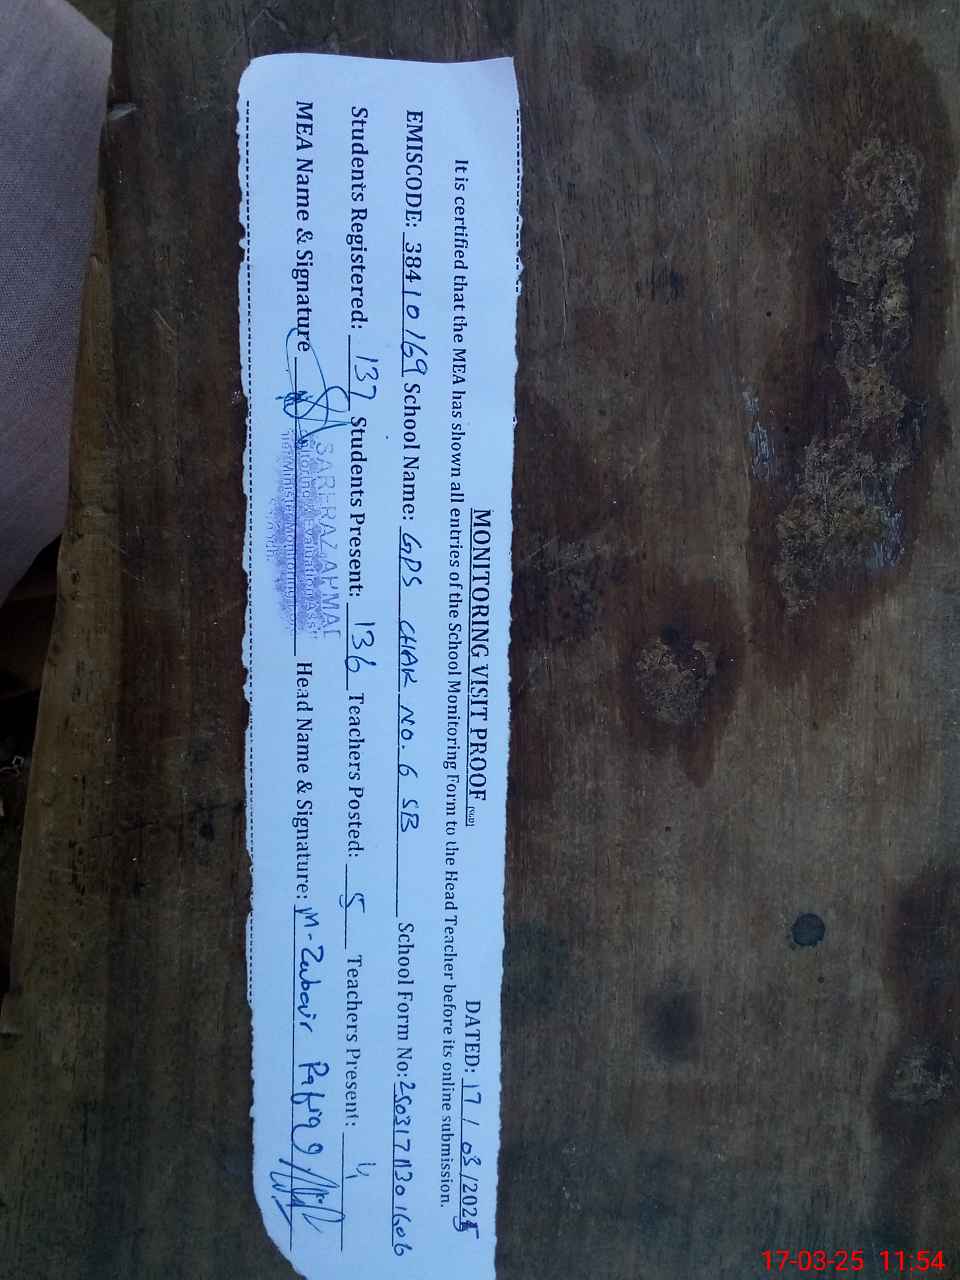 MONITORING VISIT PROOF
DATED: 17 / 03 /2025
It is certified that the MEA has shown all entries of the School Monitoring Form to the Head Teacher before its online submission.
EMISCODE: 38410169 School Name: GPS CHAK NO. 6 SB School Form No: 2503171301606
Students Registered: 137 Students Present: 136 Teachers Posted: 5 Teachers Present: 4
MEA Name & Signature Head Name & Signature: M. Zubair Rafiq
SARFRAZ AHMAD
17-03-25 11:54